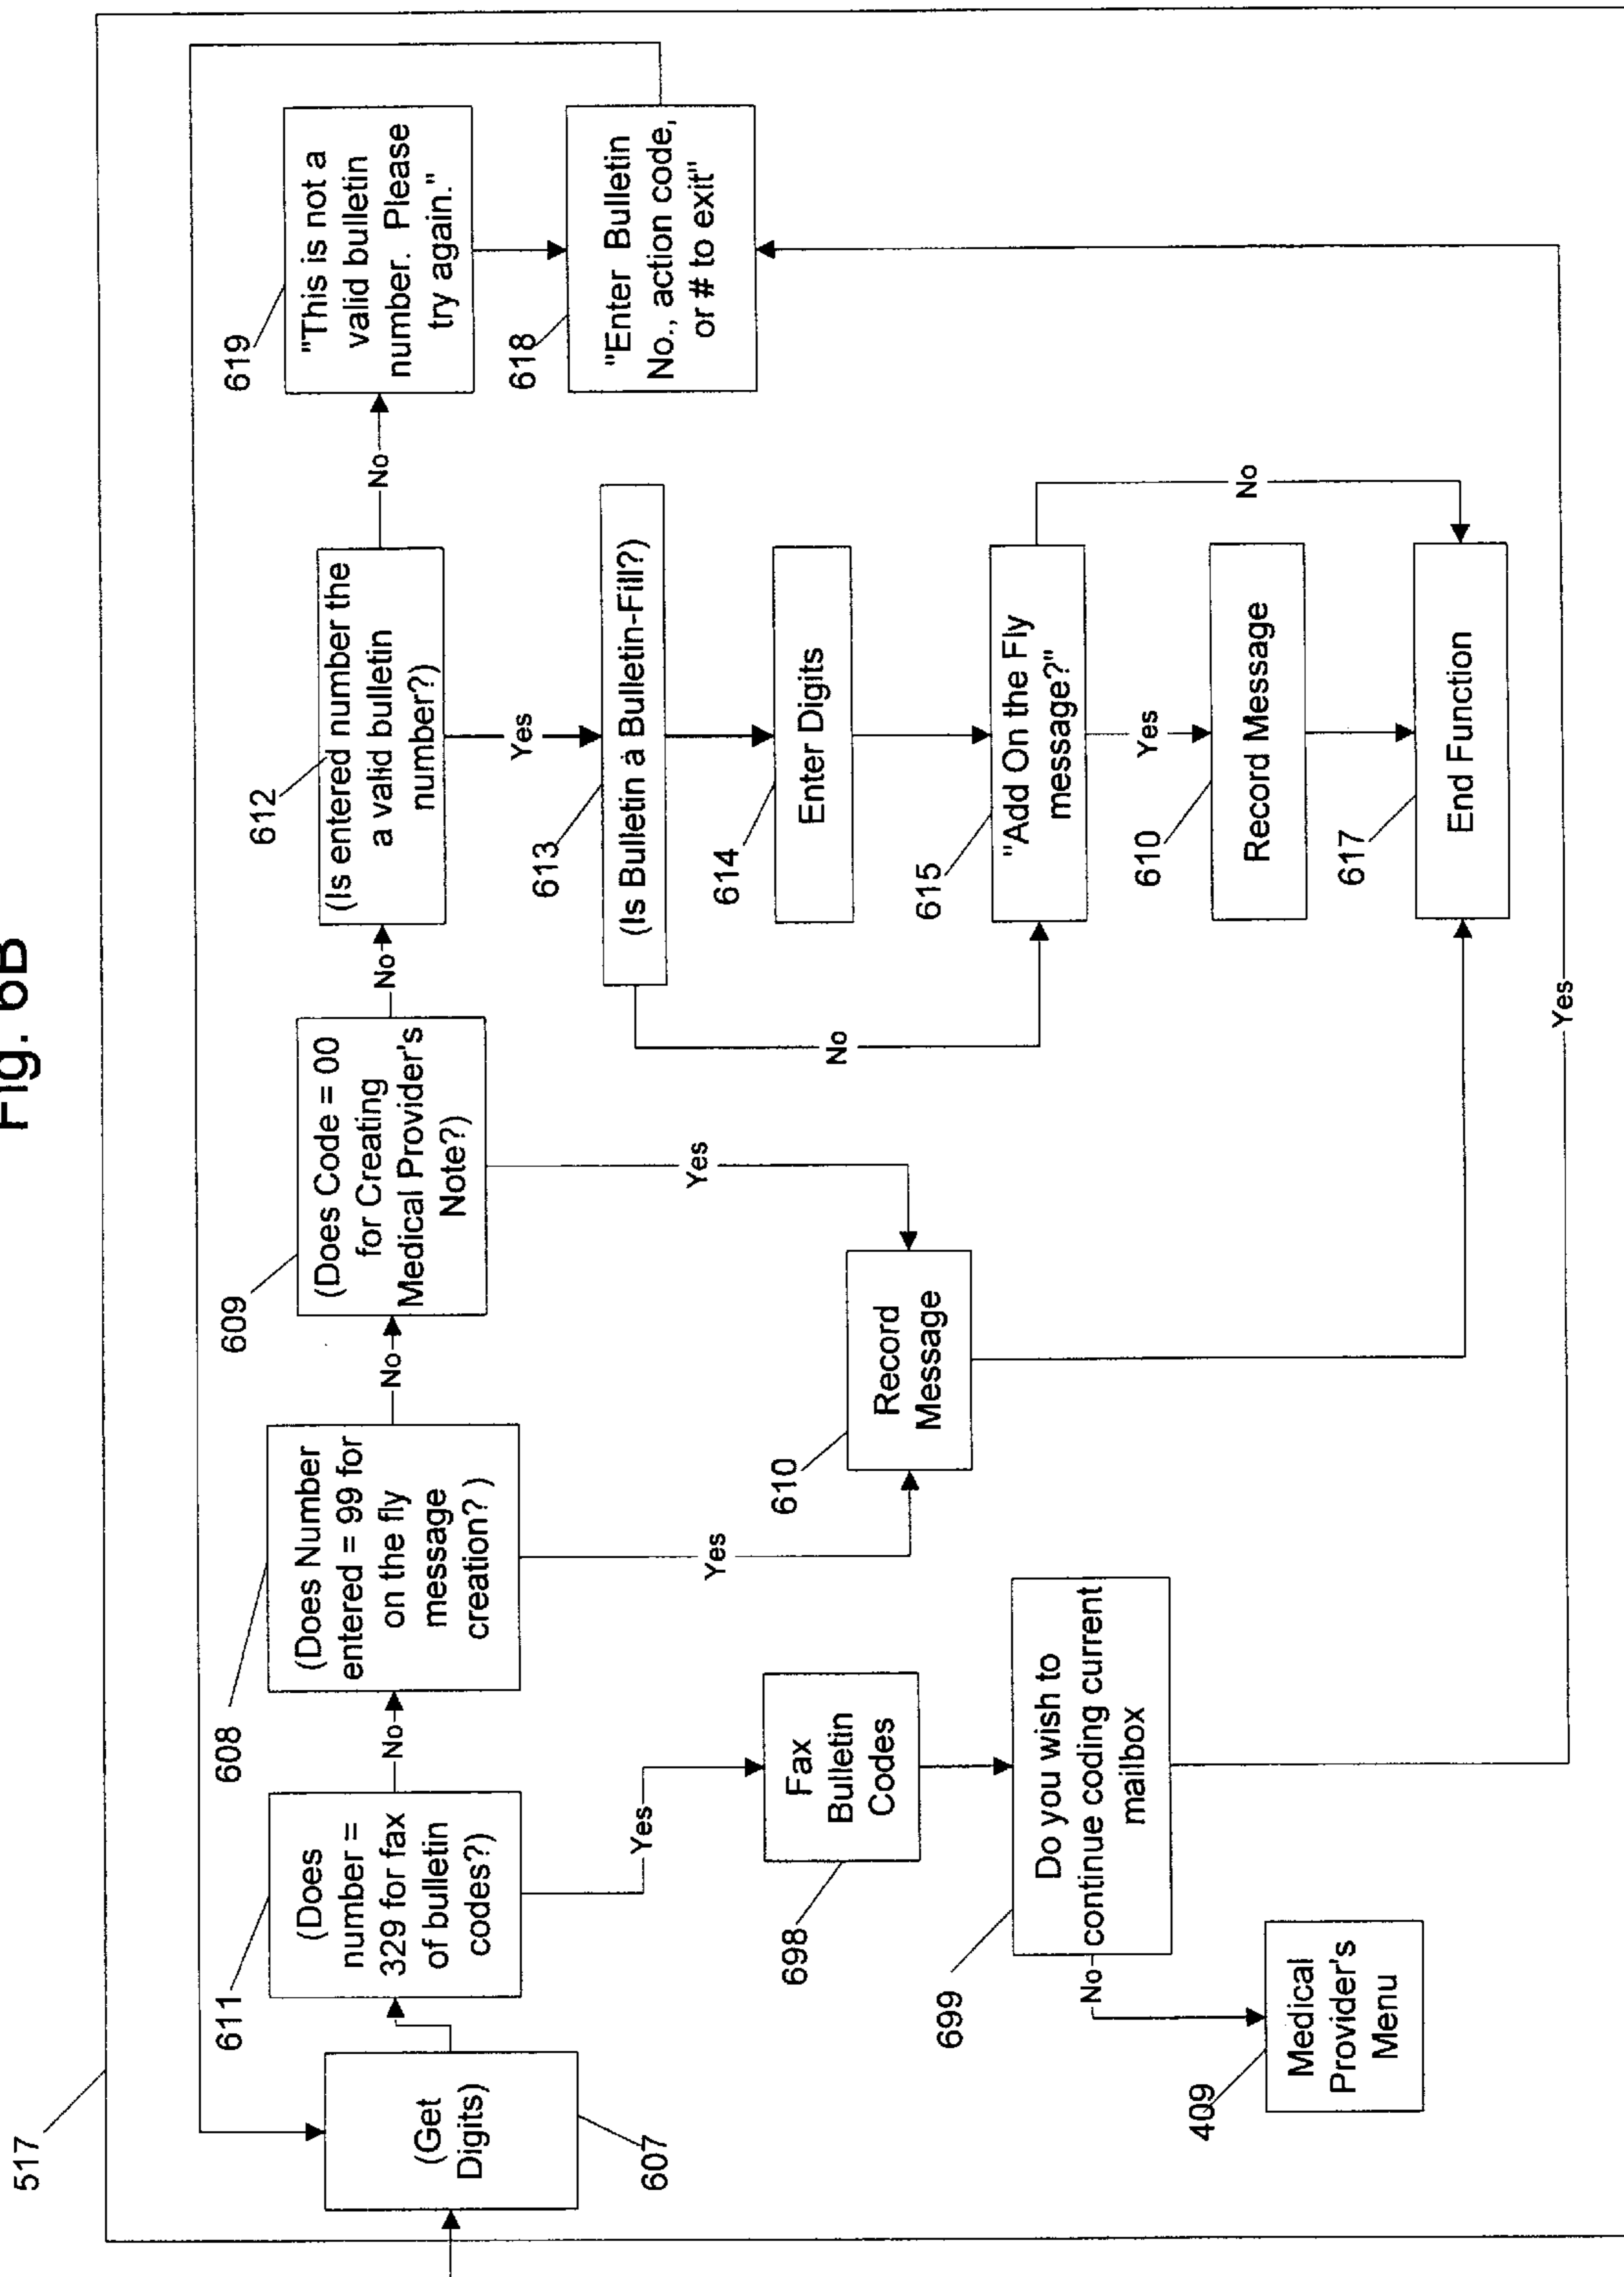 Fig. 6B
517
(Get
Digits)
607
611
(Does
number =
329 for fax
of bulletin
codes?)
No
Yes
608
(Does Number
entered = 99 for
on the fly
message
creation? )
No
Yes
609
(Does Code = 00
for Creating
Medical Provider's
Note?)
No
Yes
612
(Is entered number the
a valid bulletin
number?)
No
Yes
619
"This is not a
valid bulletin
number. Please
try again."
618
"Enter Bulletin
No., action code,
or # to exit"
613
(Is Bulletin a Bulletin-Fill?)
No
614
Enter Digits
615
"Add On the Fly
message?"
No
Yes
610
Record Message
617
End Function
610
Record
Message
698
Fax
Bulletin
Codes
699
Do you wish to
continue coding current
mailbox
No
Yes
409
Medical
Provider's
Menu